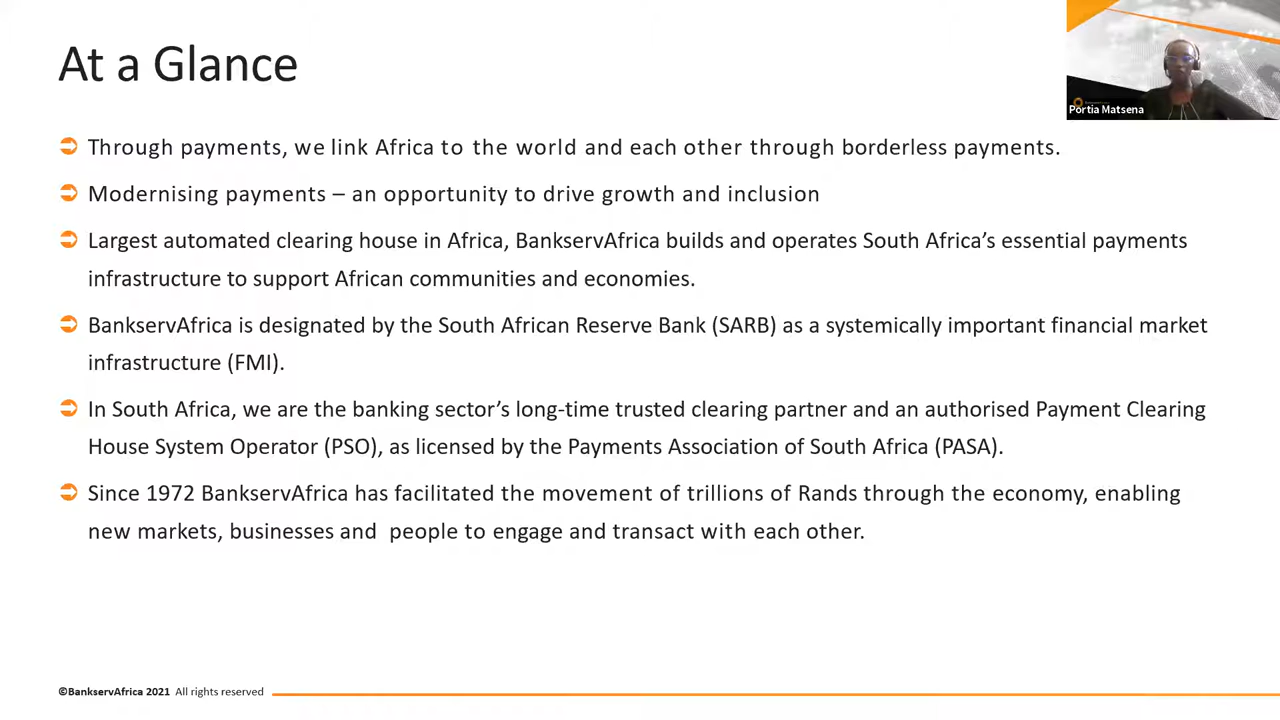 At a Glance
Portia Matsena
Through payments, we link Africa to the world and each other through borderless payments.
Modernising payments – an opportunity to drive growth and inclusion
Largest automated clearing house in Africa, BankservAfrica builds and operates South Africa’s essential payments
infrastructure to support African communities and economies.
BankservAfrica is designated by the South African Reserve Bank (SARB) as a systemically important financial market
infrastructure (FMI).
In South Africa, we are the banking sector’s long-time trusted clearing partner and an authorised Payment Clearing
House System Operator (PSO), as licensed by the Payments Association of South Africa (PASA).
Since 1972 BankservAfrica has facilitated the movement of trillions of Rands through the economy, enabling
new markets, businesses and  people to engage and transact with each other.
©BankservAfrica 2021 All rights reserved